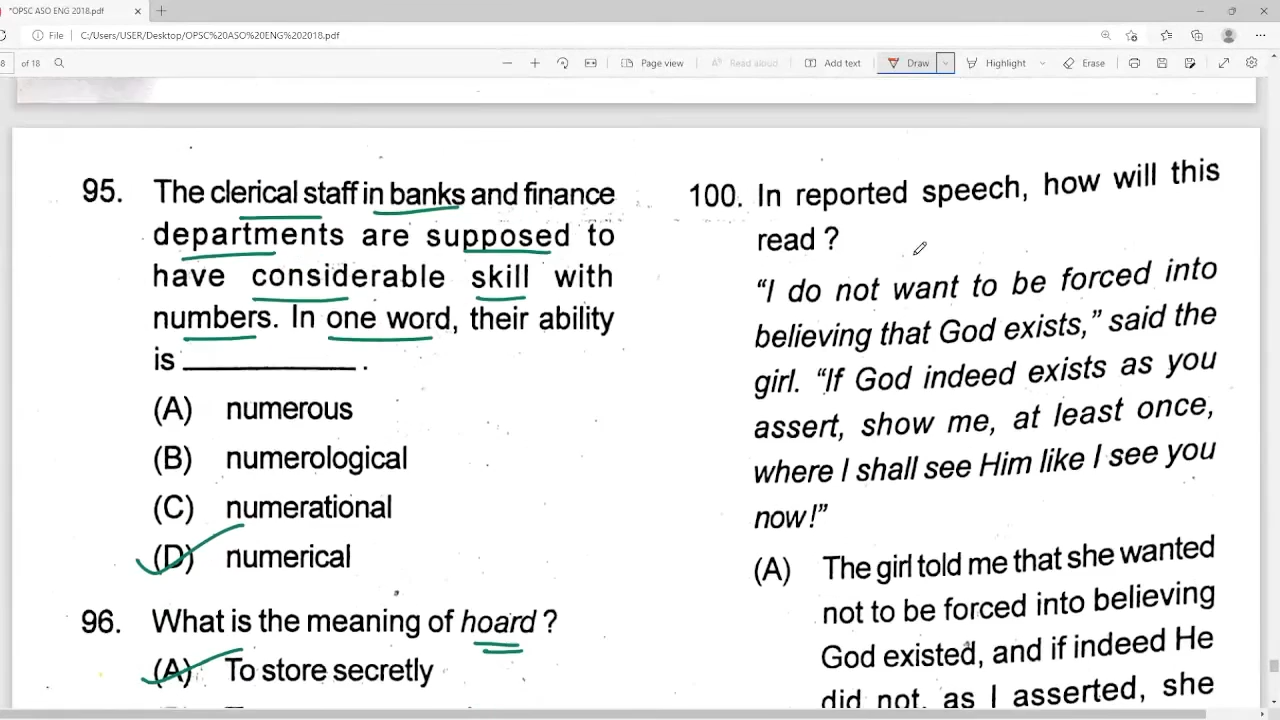 *OPSC ASO ENG 2018.pdf
File C:/Users/USER/Desktop/OPSC%20ASO%20ENG%202018.pdf
8 of 18 Page view Read aloud Add text Draw Highlight Erase
95. The clerical staff in banks and finance
departments are supposed to
have considerable skill with
numbers. In one word, their ability
is ____________ .
(A) numerous
(B) numerological
(C) numerational
(D) numerical
96. What is the meaning of hoard ?
(A) To store secretly
100. In reported speech, how will this
read ?
“I do not want to be forced into
believing that God exists,” said the
girl. “If God indeed exists as you
assert, show me, at least once,
where I shall see Him like I see you
now !”
(A) The girl told me that she wanted
not to be forced into believing
God existed, and if indeed He
did not, as I asserted, she